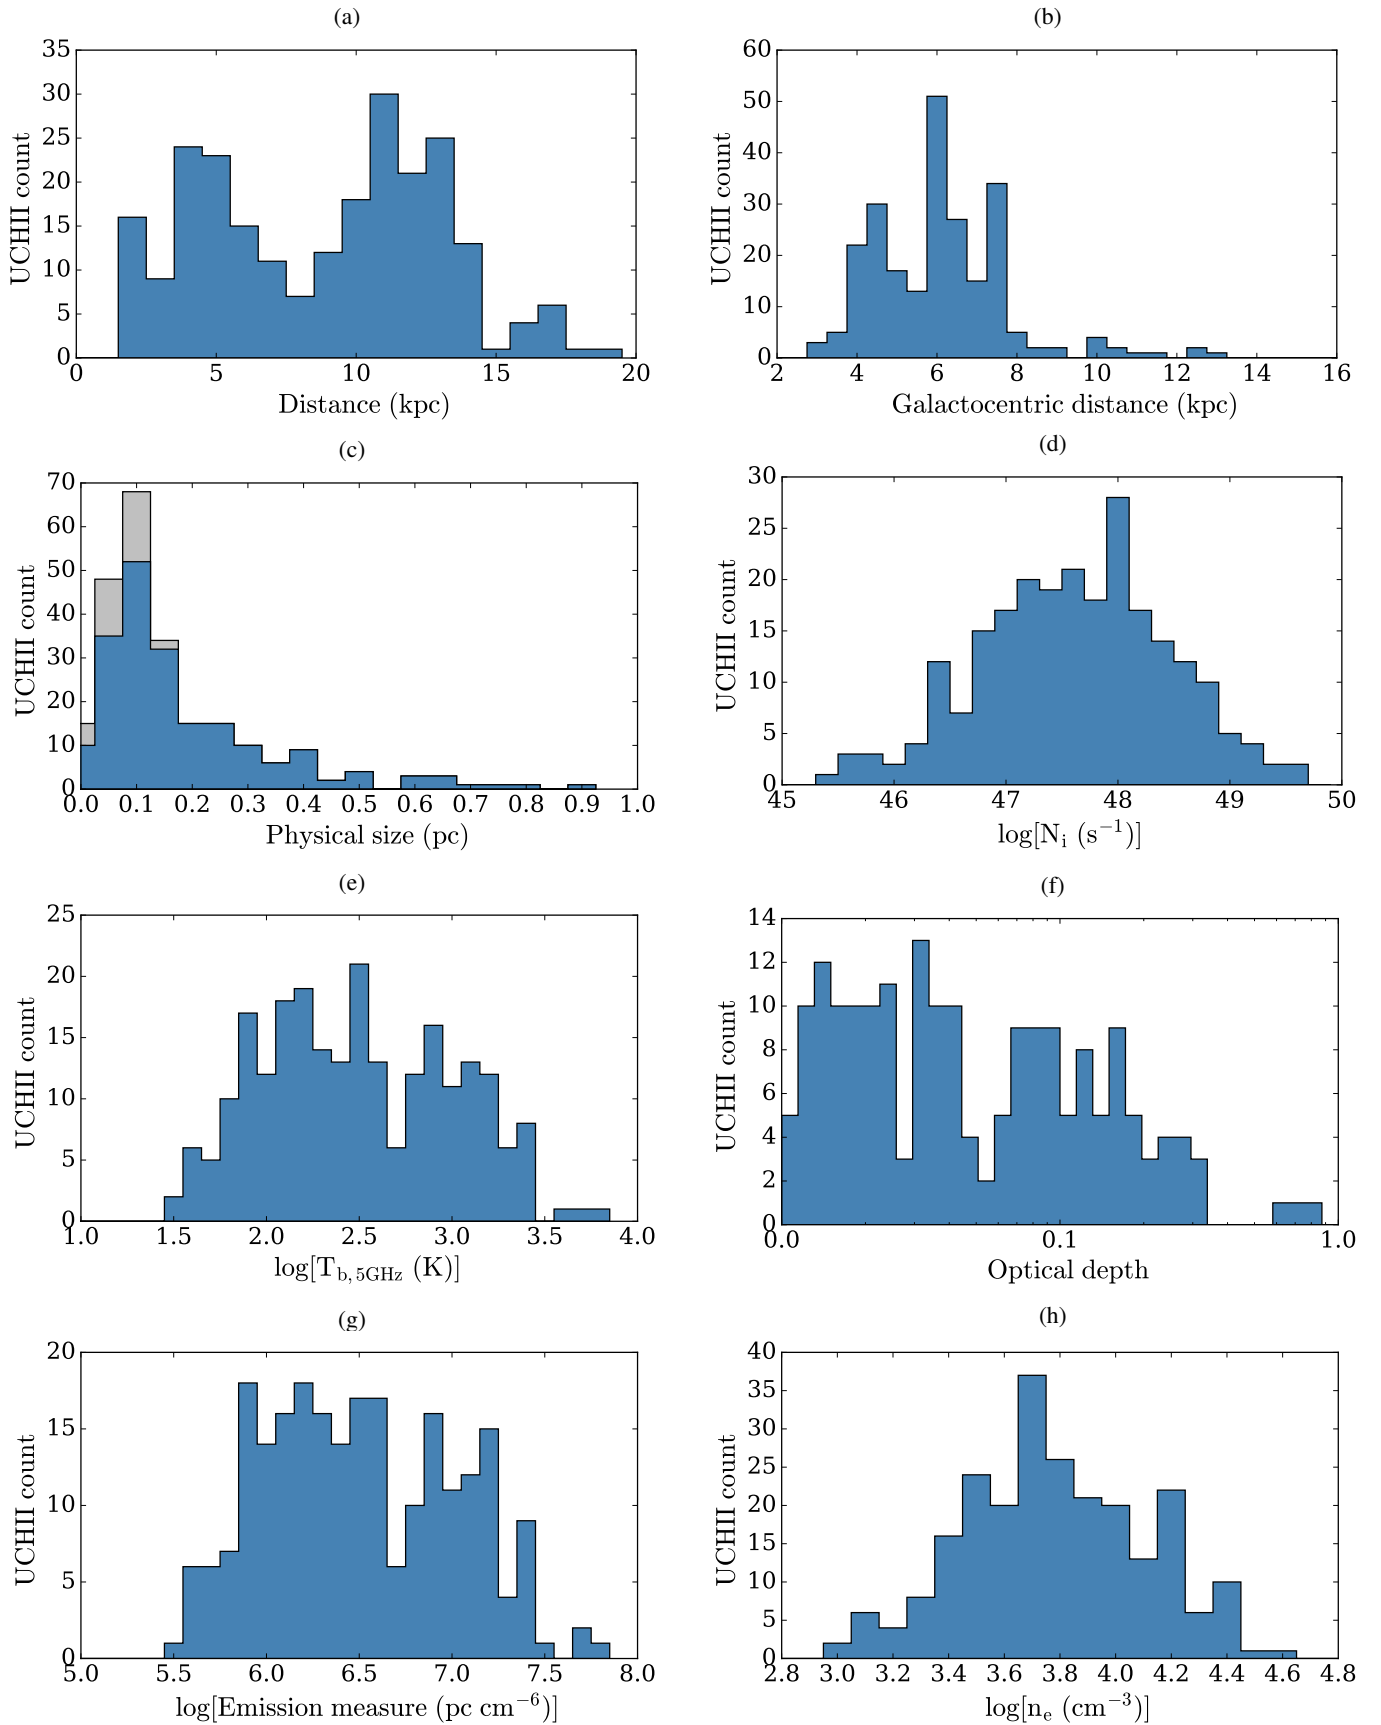 (a)
35
30
25
20
15
10
5
0
UCHII count
0 5 10 15 20
Distance (kpc)
(b)
60
50
40
30
20
10
0
UCHII count
2 4 6 8 10 12 14 16
Galactocentric distance (kpc)
(c)
70
60
50
40
30
20
10
0
UCHII count
0.0 0.1 0.2 0.3 0.4 0.5 0.6 0.7 0.8 0.9 1.0
Physical size (pc)
(d)
30
25
20
15
10
5
0
UCHII count
45 46 47 48 49 50
log[N_i (s⁻¹)]
(e)
25
20
15
10
5
0
UCHII count
1.0 1.5 2.0 2.5 3.0 3.5 4.0
log[T_b, 5GHz (K)]
(f)
14
12
10
8
6
4
2
0
UCHII count
0.0 0.1 1.0
Optical depth
(g)
20
15
10
5
0
UCHII count
5.0 5.5 6.0 6.5 7.0 7.5 8.0
log[Emission measure (pc cm⁻⁶)]
(h)
40
35
30
25
20
15
10
5
0
UCHII count
2.8 3.0 3.2 3.4 3.6 3.8 4.0 4.2 4.4 4.6 4.8
log[n_e (cm⁻³)]